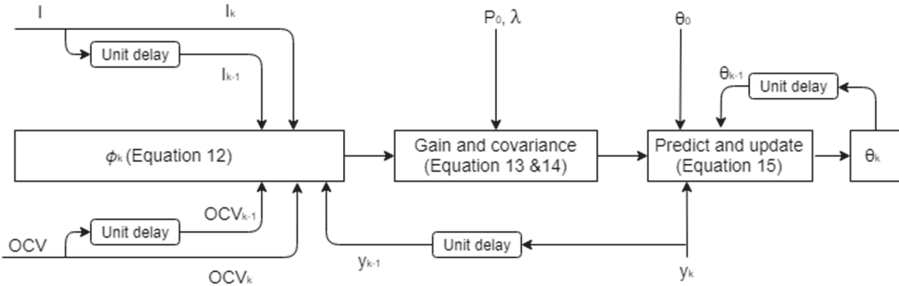 I
Iₖ
P₀, λ
θ₀
Unit delay
Iₖ₋₁
θₖ₋₁
Unit delay
ϕₖ (Equation 12)
Gain and covariance
(Equation 13 &14)
Predict and update
(Equation 15)
θₖ
OCVₖ₋₁
Unit delay
OCV
OCVₖ
yₖ₋₁
Unit delay
yₖ